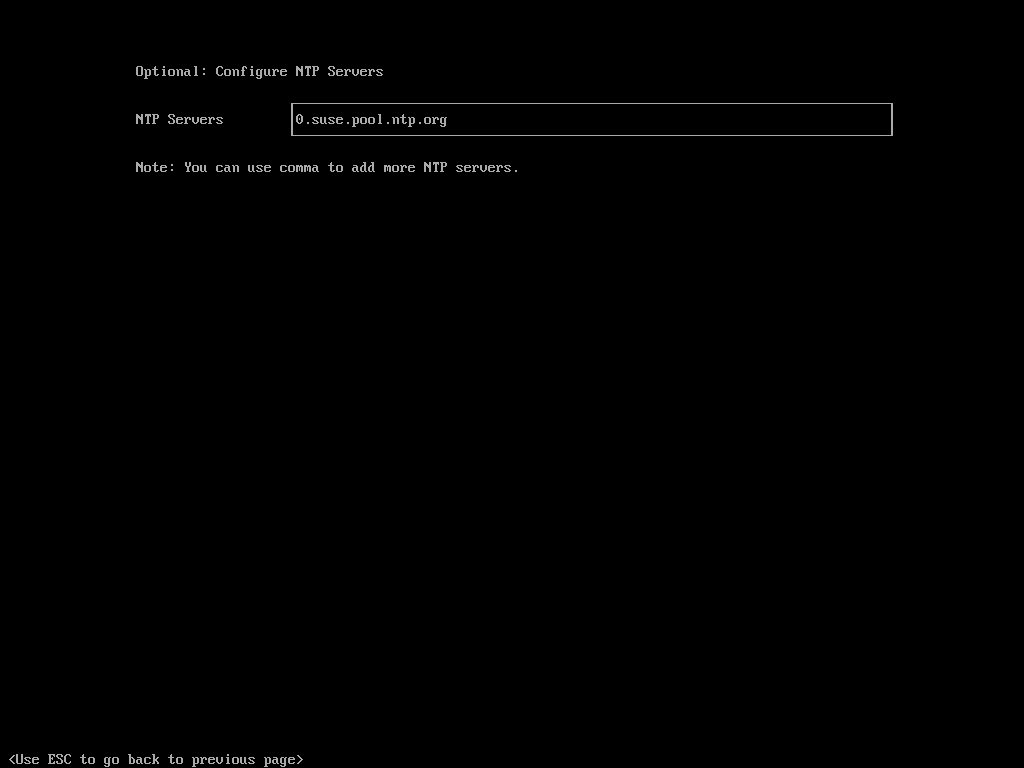 Optional: Configure NTP Servers
NTP Servers 0.suse.pool.ntp.org
Note: You can use comma to add more NTP servers.
<Use ESC to go back to previous page>